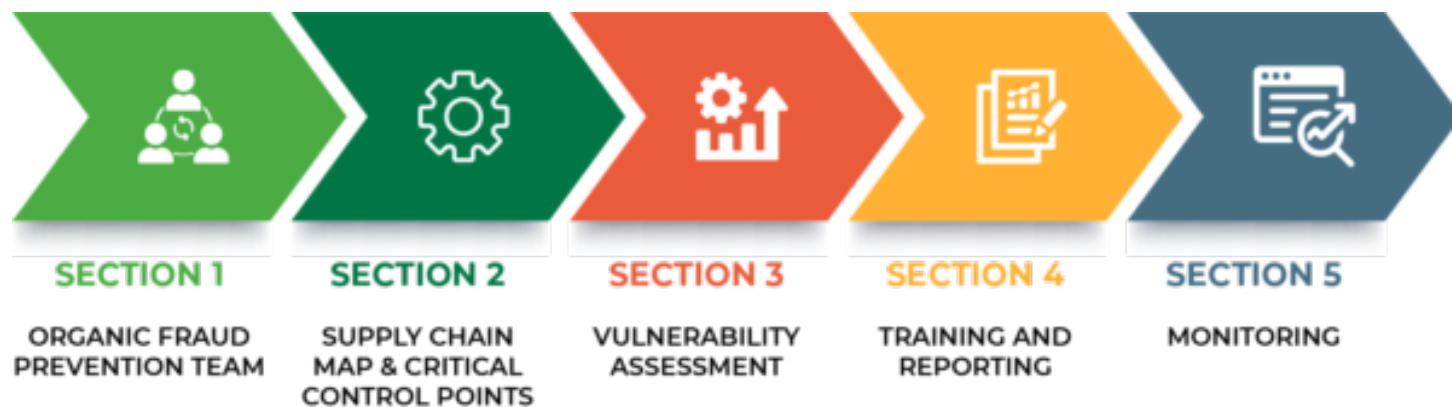 SECTION 1
ORGANIC FRAUD
PREVENTION TEAM
SECTION 2
SUPPLY CHAIN
MAP & CRITICAL
CONTROL POINTS
SECTION 3
VULNERABILITY
ASSESSMENT
SECTION 4
TRAINING AND
REPORTING
SECTION 5
MONITORING